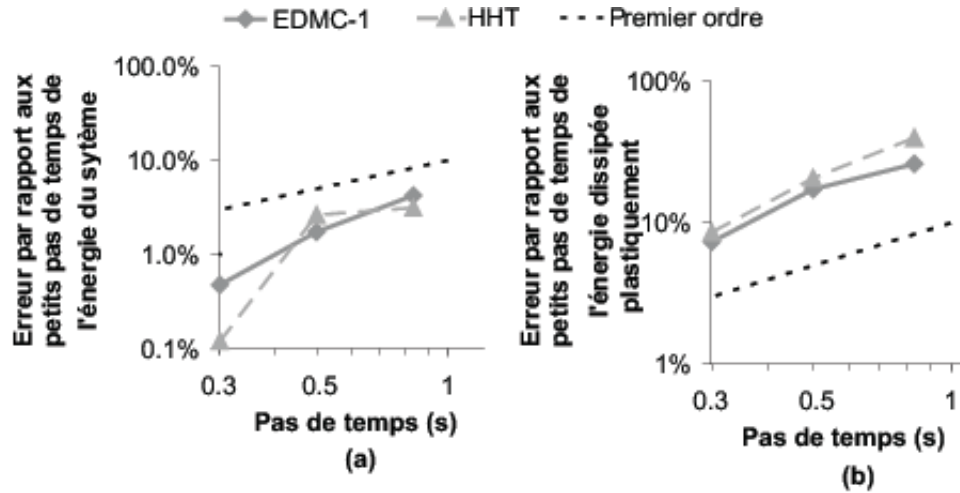 EDMC-1 HHT Premier ordre
Erreur par rapport aux
petits pas de temps de
l'énergie du sytème
100.0%
10.0%
1.0%
0.1%
0.3 0.5 1
Pas de temps (s)
(a)
Erreur par rapport aux
petits pas de temps de
l'énergie dissipée
plastiquement
100%
10%
1%
0.3 0.5 1
Pas de temps (s)
(b)